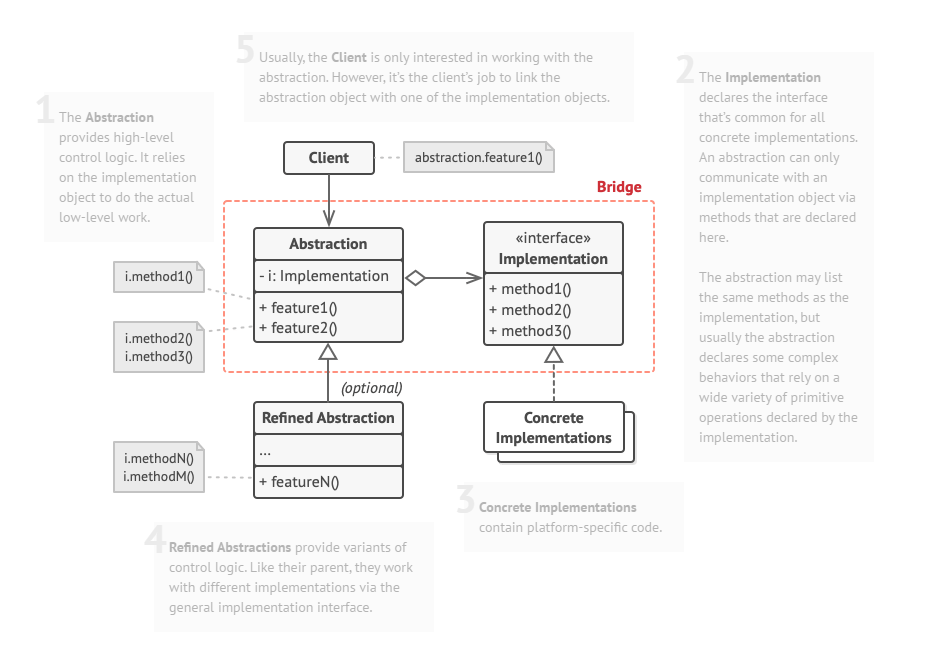 5
Usually, the Client is only interested in working with the
abstraction. However, it's the client's job to link the
abstraction object with one of the implementation objects.
1
The Abstraction
provides high-level
control logic. It relies
on the implementation
object to do the actual
low-level work.
2
The Implementation
declares the interface
that's common for all
concrete implementations.
An abstraction can only
communicate with an
implementation object via
methods that are declared
here.
The abstraction may list
the same methods as the
implementation, but
usually the abstraction
declares some complex
behaviors that rely on a
wide variety of primitive
operations declared by the
implementation.
Client
abstraction.feature1()
Bridge
Abstraction
- i: Implementation
+ feature1()
+ feature2()
«interface»
Implementation
+ method1()
+ method2()
+ method3()
i.method1()
i.method2()
i.method3()
(optional)
Refined Abstraction
...
+ featureN()
Concrete
Implementations
i.methodN()
i.methodM()
3
Concrete Implementations
contain platform-specific code.
4
Refined Abstractions provide variants of
control logic. Like their parent, they work
with different implementations via the
general implementation interface.